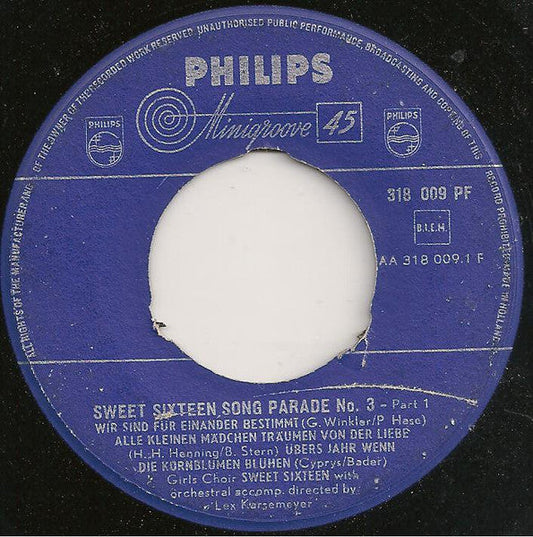 ALL RIGHTS OF THE MANUFACTURER AND OF THE OWNER OF THE RECORDED WORK RESERVED UNAUTHORISED PUBLIC PERFORMANCE, BROADCASTING AND COPYING OF THIS RECORD PROHIBITED MADE IN HOLLAND
PHILIPS
PHILIPS
Minigroove 45
PHILIPS
318 009 PF
B.I.E.M.
AA 318 009.1 F
SWEET SIXTEEN SONG PARADE No. 3 - Part 1
WIR SIND FÜR EINANDER BESTIMMT (G. Winkler/P. Hase)
ALLE KLEINEN MÄDCHEN TRÄUMEN VON DER LIEBE
(H. H. Henning/B. Stern) ÜBERS JAHR WENN
DIE KORNBLUMEN BLÜHEN (Cyprys/Bader)
Girls Choir SWEET SIXTEEN with
orchestral accomp. directed by
Lex Karsemeyer